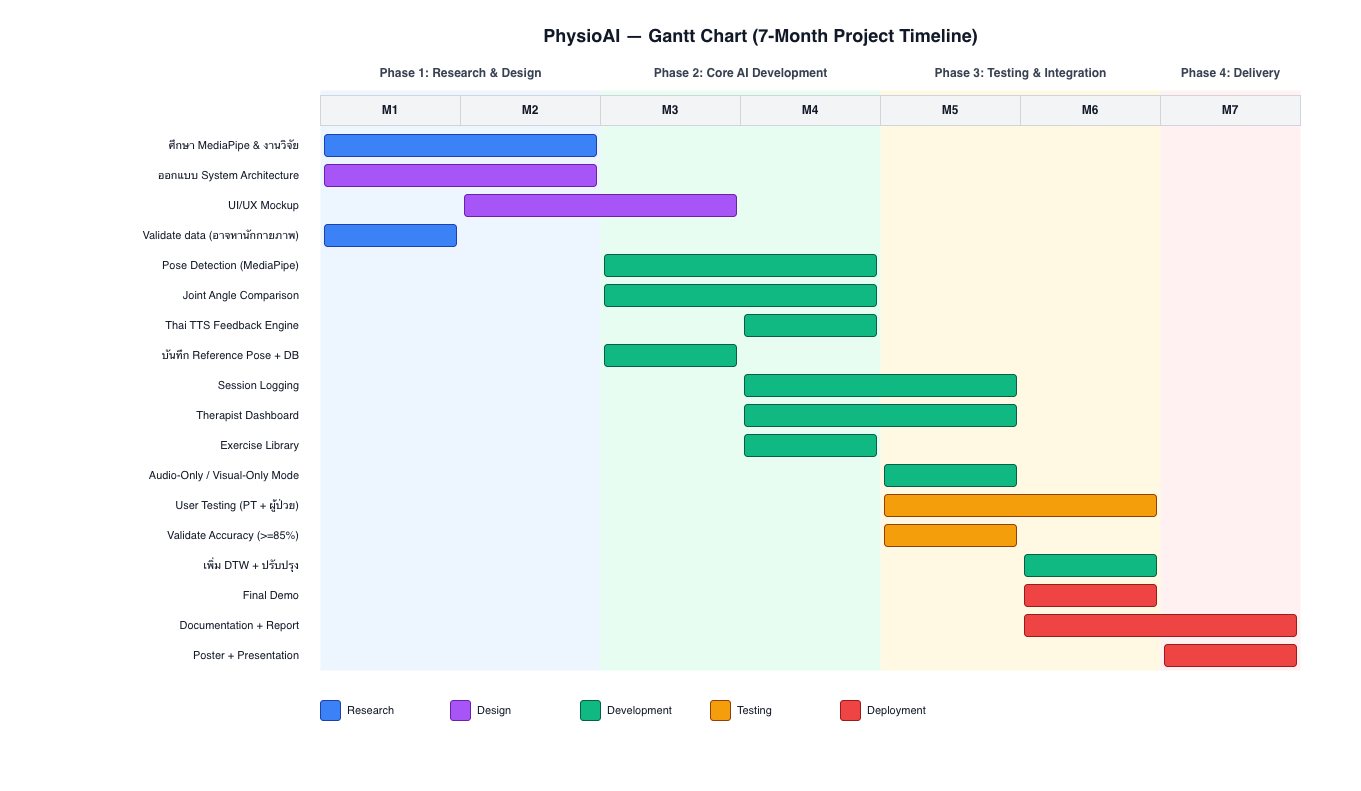 PhysioAI — Gantt Chart (7-Month Project Timeline)
Phase 1: Research & Design
Phase 2: Core AI Development
Phase 3: Testing & Integration
Phase 4: Delivery
M1
M2
M3
M4
M5
M6
M7
ศึกษา MediaPipe & งานวิจัย
ออกแบบ System Architecture
UI/UX Mockup
Validate data (อาจหานักกายภาพ)
Pose Detection (MediaPipe)
Joint Angle Comparison
Thai TTS Feedback Engine
บันทึก Reference Pose + DB
Session Logging
Therapist Dashboard
Exercise Library
Audio-Only / Visual-Only Mode
User Testing (PT + ผู้ป่วย)
Validate Accuracy (>=85%)
เพิ่ม DTW + ปรับปรุง
Final Demo
Documentation + Report
Poster + Presentation
Research
Design
Development
Testing
Deployment